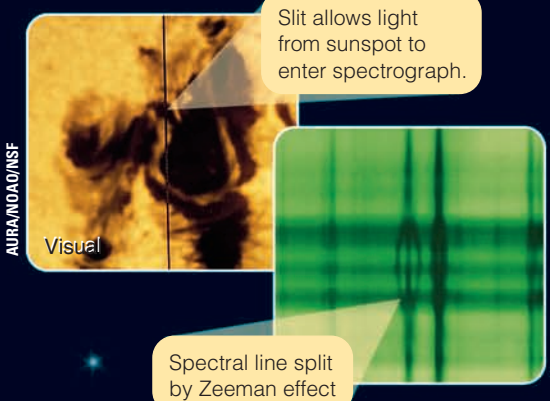 Slit allows light
from sunspot to
enter spectrograph.
AURA/NOAO/NSF
Visual
Spectral line split
by Zeeman effect